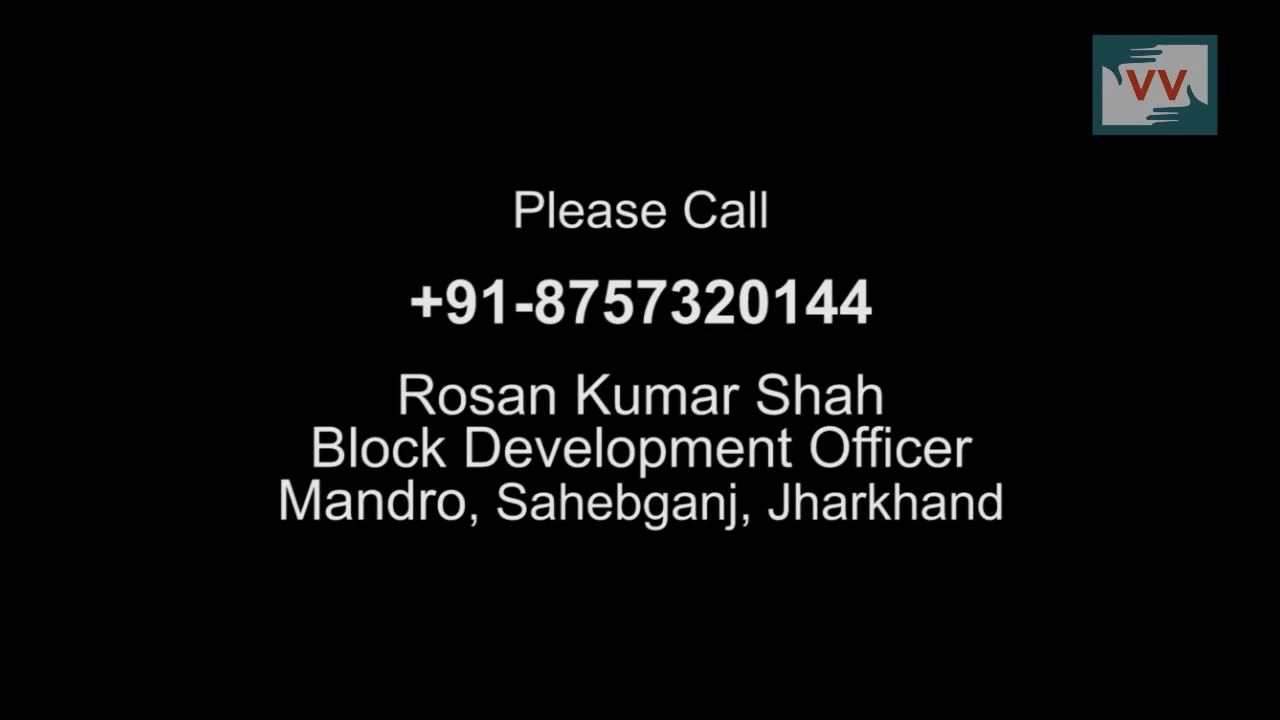 VV
Please Call
+91-8757320144
Rosan Kumar Shah
Block Development Officer
Mandro, Sahebganj, Jharkhand